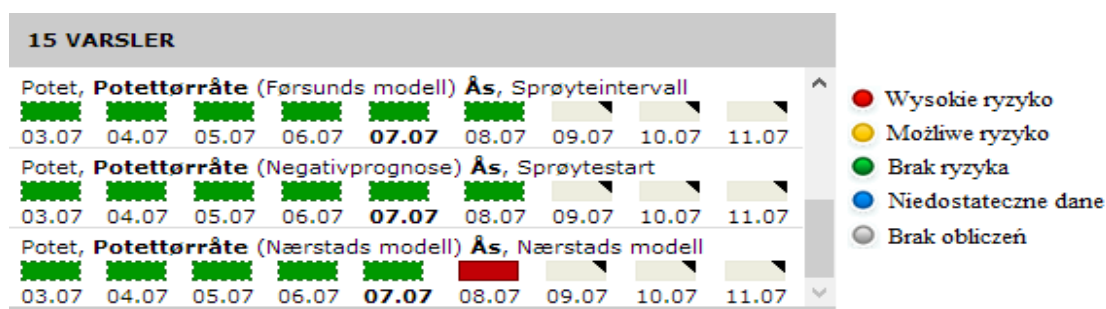 15 VARSLER
Potet, Potettørråte (Førsunds modell) Ås, Sprøyteintervall
03.07 04.07 05.07 06.07 07.07 08.07 09.07 10.07 11.07
Potet, Potettørråte (Negativprognose) Ås, Sprøytestart
03.07 04.07 05.07 06.07 07.07 08.07 09.07 10.07 11.07
Potet, Potettørråte (Nærstads modell) Ås, Nærstads modell
03.07 04.07 05.07 06.07 07.07 08.07 09.07 10.07 11.07
Wysokie ryzyko
Możliwe ryzyko
Brak ryzyka
Niedostateczne dane
Brak obliczeń